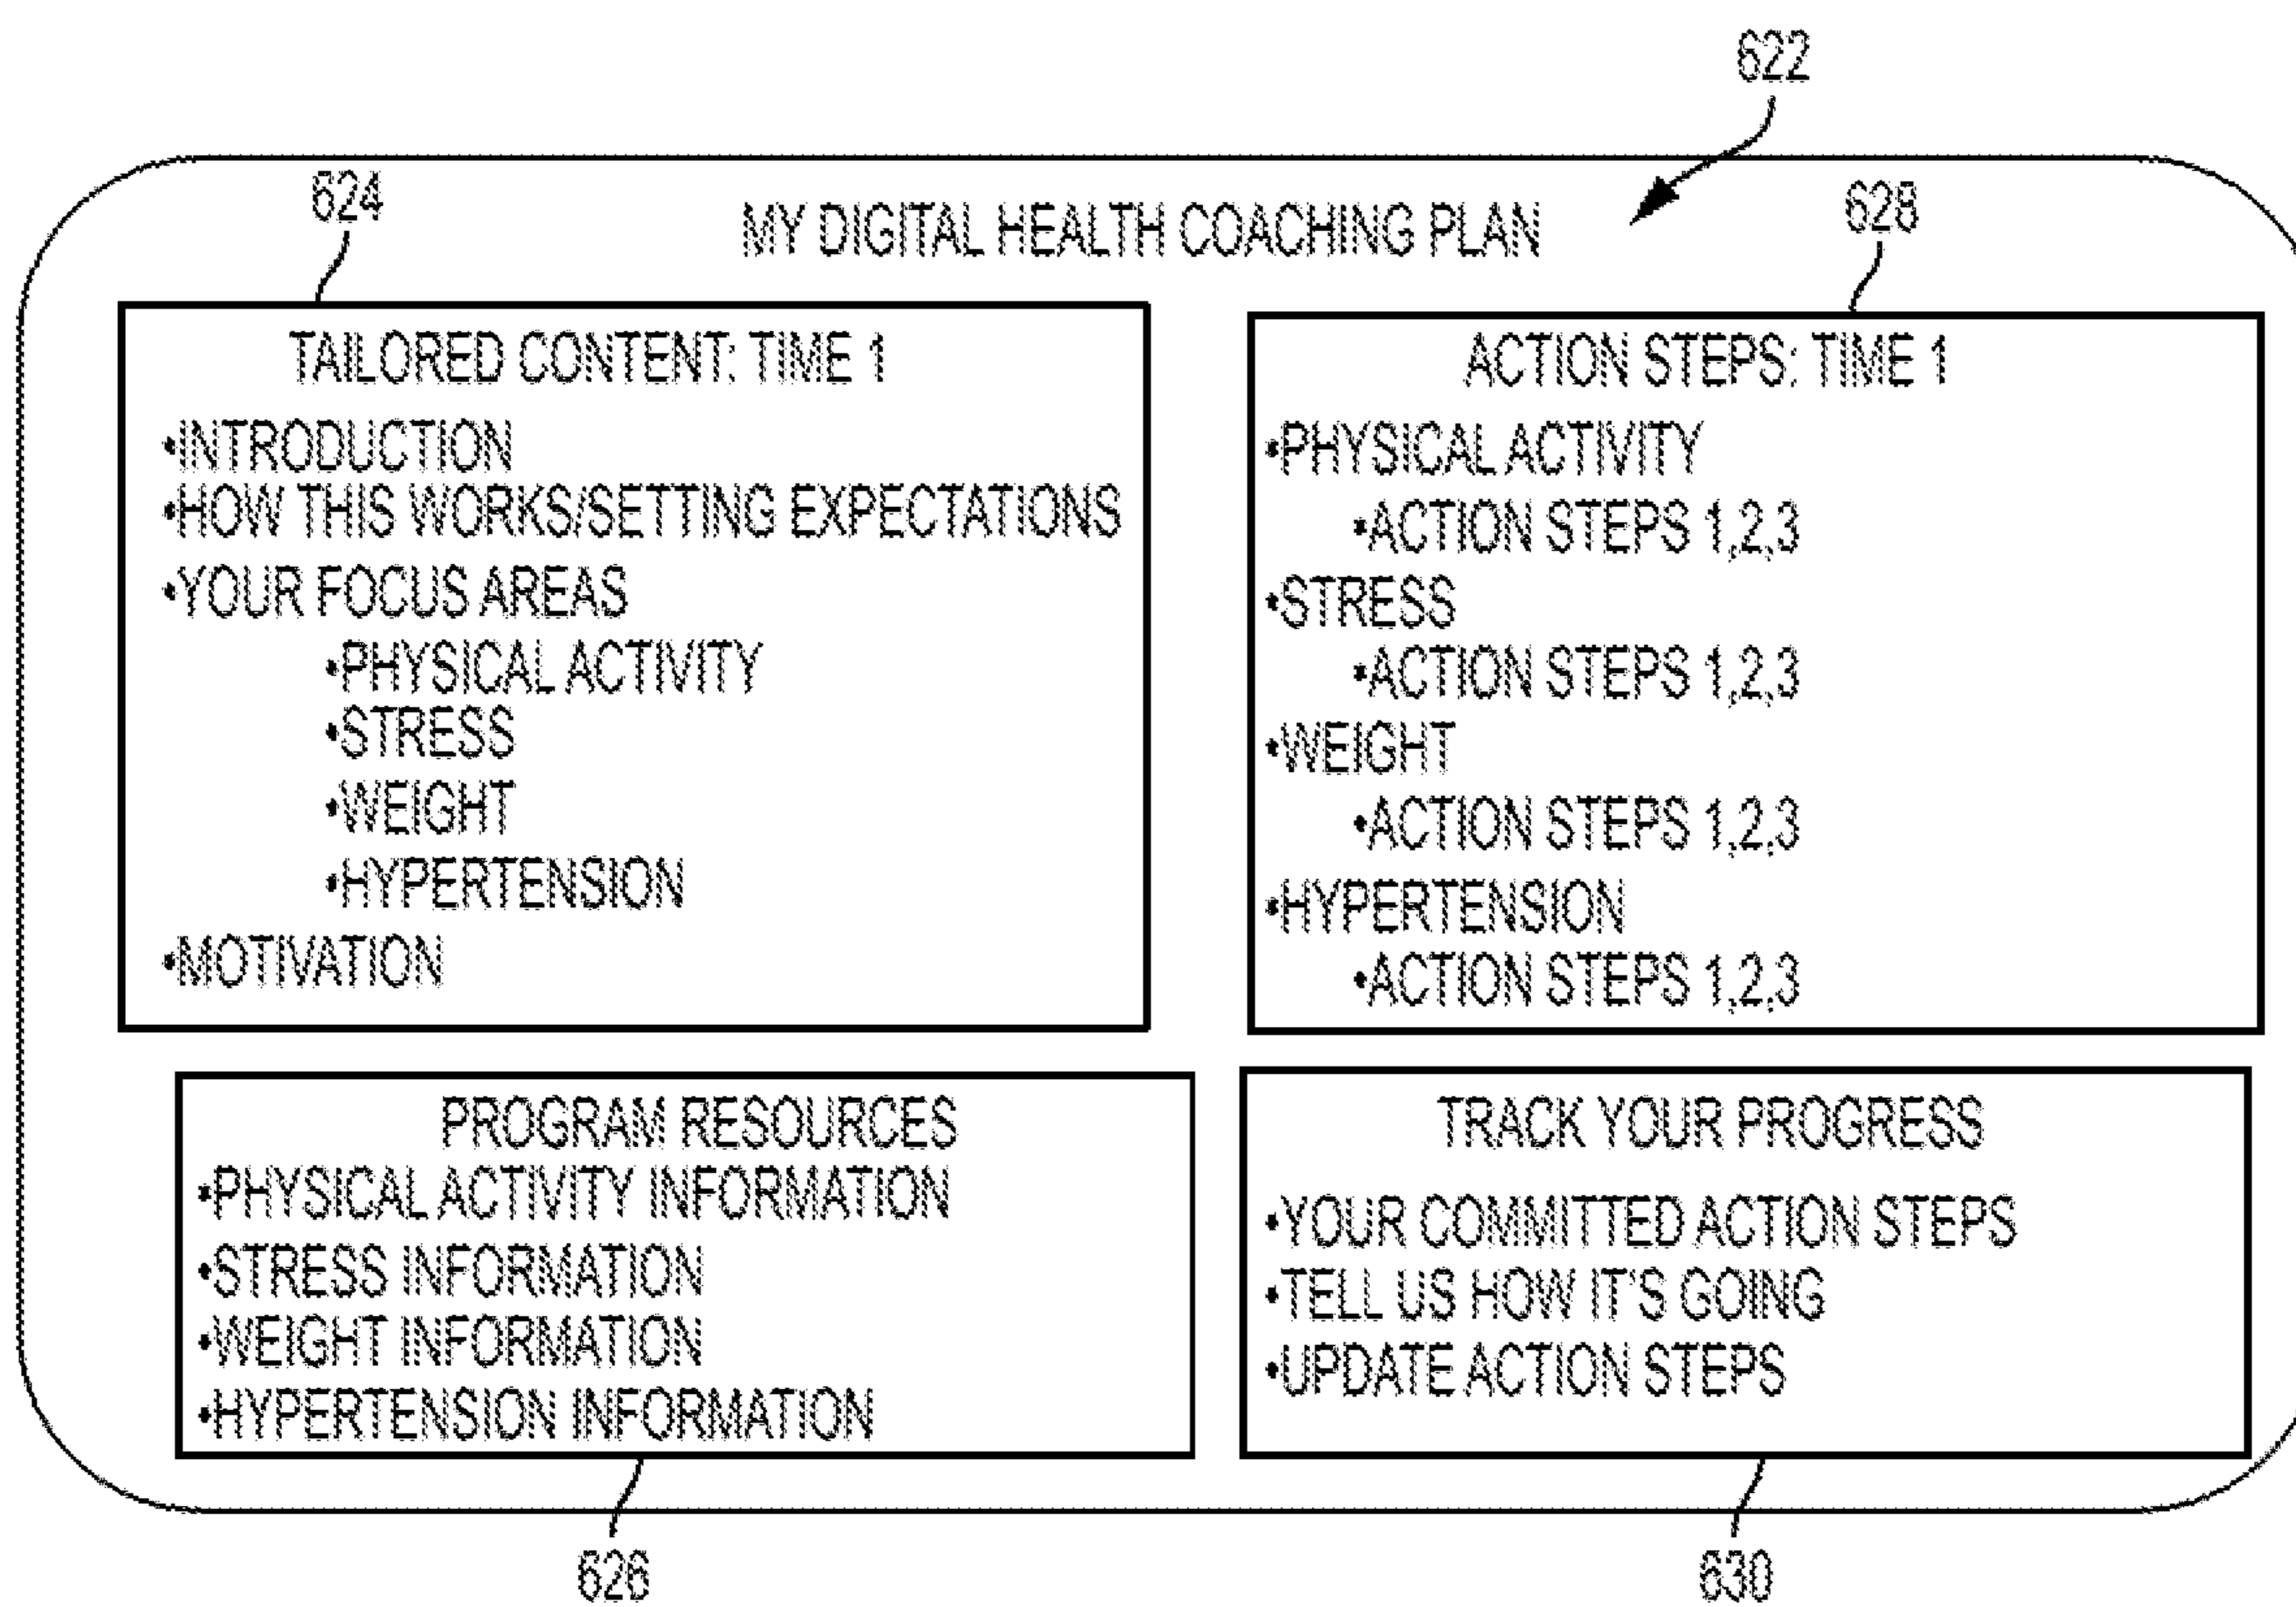 622
624
MY DIGITAL HEALTH COACHING PLAN
628
TAILORED CONTENT: TIME 1
•INTRODUCTION
•HOW THIS WORKS/SETTING EXPECTATIONS
•YOUR FOCUS AREAS
•PHYSICAL ACTIVITY
•STRESS
•WEIGHT
•HYPERTENSION
•MOTIVATION
ACTION STEPS: TIME 1
•PHYSICAL ACTIVITY
•ACTION STEPS 1,2,3
•STRESS
•ACTION STEPS 1,2,3
•WEIGHT
•ACTION STEPS 1,2,3
•HYPERTENSION
•ACTION STEPS 1,2,3
PROGRAM RESOURCES
•PHYSICAL ACTIVITY INFORMATION
•STRESS INFORMATION
•WEIGHT INFORMATION
•HYPERTENSION INFORMATION
TRACK YOUR PROGRESS
•YOUR COMMITTED ACTION STEPS
•TELL US HOW IT'S GOING
•UPDATE ACTION STEPS
626
630